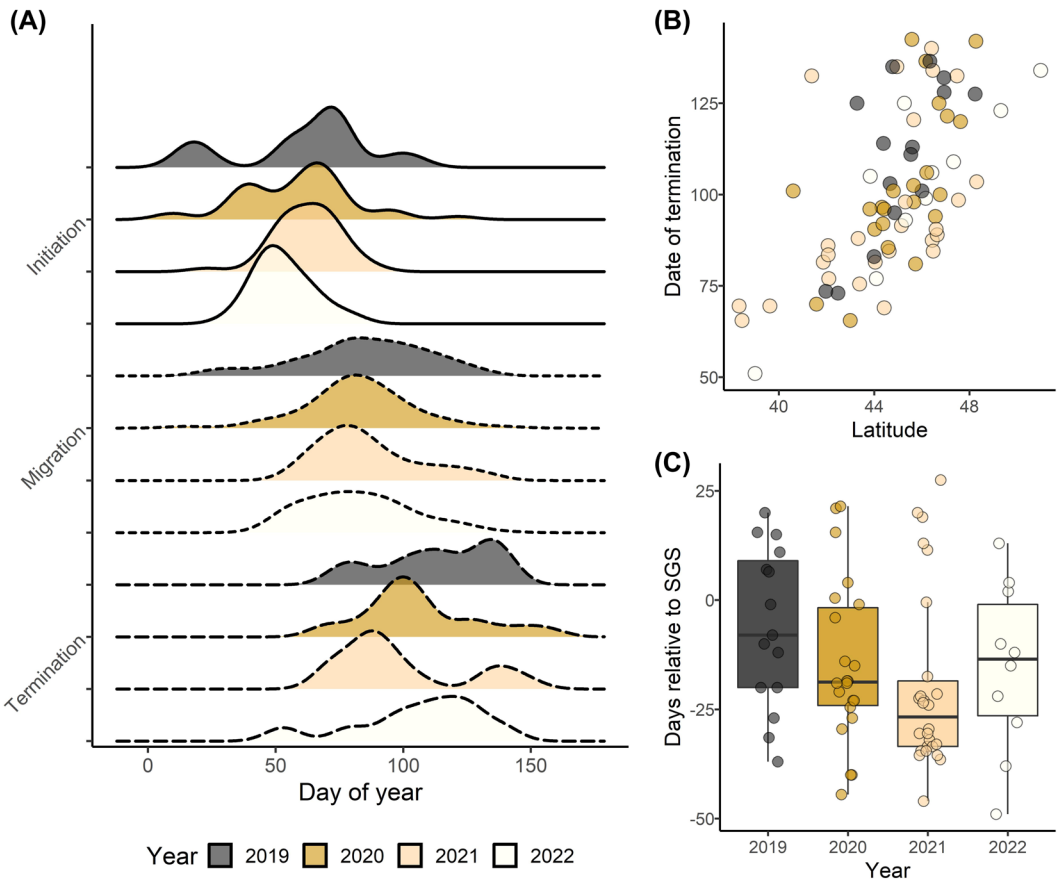 (A)
Initiation
Migration
Termination
0
50
100
150
Day of year
Year
2019
2020
2021
2022
(B)
Date of termination
125
100
75
50
40
44
48
Latitude
(C)
Days relative to SGS
25
0
-25
-50
2019
2020
2021
2022
Year